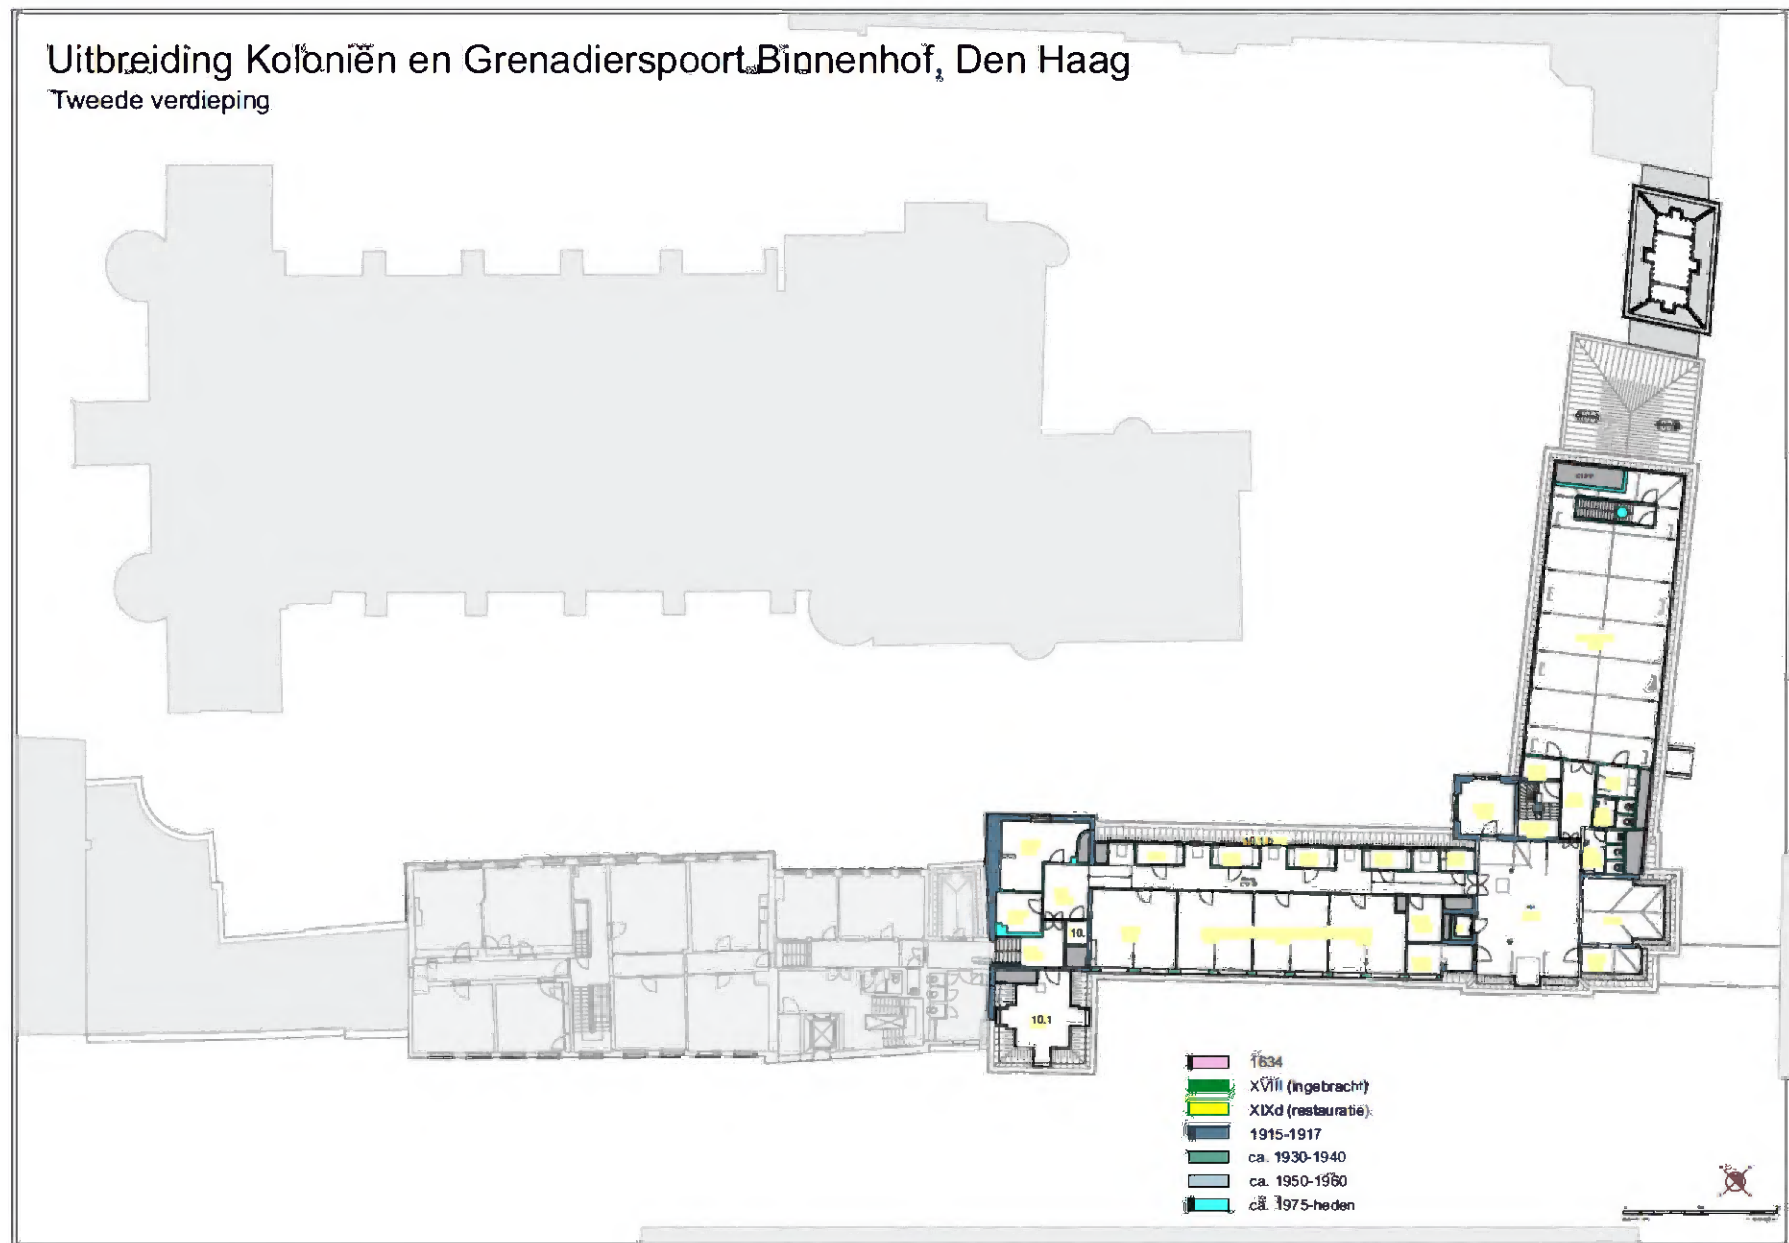 Uitbreiding Koloniën en Grenadierspoort Binnenhof, Den Haag
Tweede verdieping
10.
10.1
1634
XVIII (ingebracht)
XIXd (restauratie)
1915-1917
ca. 1930-1940
ca. 1950-1960
ca. 1975-heden